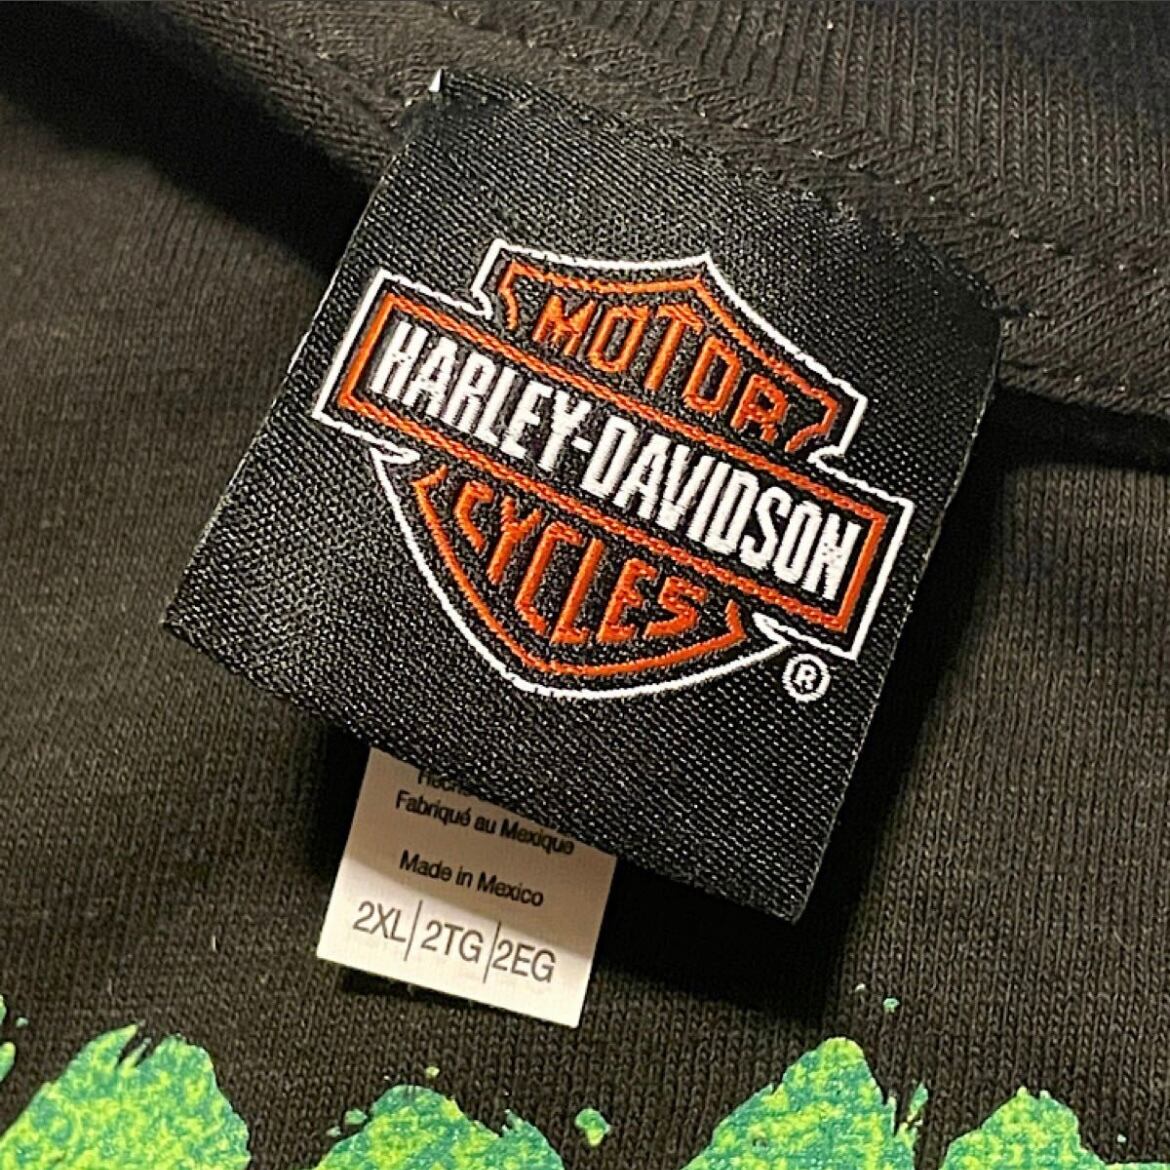 MOTOR
HARLEY-DAVIDSON
CYCLES
®
Fabriqué au Mexique
Made in Mexico
2XL|2TG|2EG